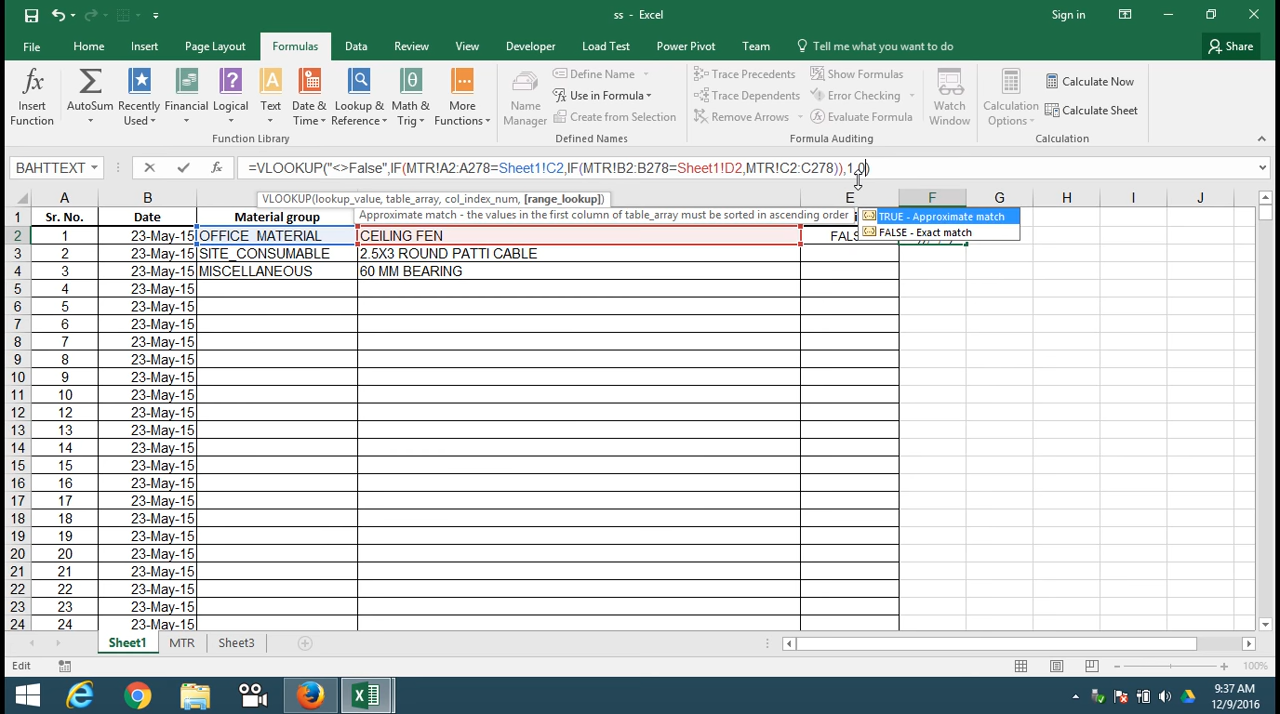 ss - Excel
Sign in
File Home Insert Page Layout Formulas Data Review View Developer Load Test Power Pivot Team Tell me what you want to do Share
Insert Function
AutoSum
Recently Used
Financial
Logical
Text
Date & Time
Lookup & Reference
Math & Trig
More Functions
Function Library
Name Manager
Define Name
Use in Formula
Create from Selection
Defined Names
Trace Precedents
Trace Dependents
Remove Arrows
Show Formulas
Error Checking
Evaluate Formula
Formula Auditing
Watch Window
Calculation Options
Calculate Now
Calculate Sheet
Calculation
BAHTTEXT
=VLOOKUP("<>False",IF(MTR!A2:A278=Sheet1!C2,IF(MTR!B2:B278=Sheet1!D2,MTR!C2:C278)),1,0)
VLOOKUP(lookup_value, table_array, col_index_num, [range_lookup])
Approximate match - the values in the first column of table_array must be sorted in ascending order
TRUE - Approximate match
FALSE - Exact match
A B E F G H I J
1 Sr. No. Date Material group
2 1 23-May-15 OFFICE_MATERIAL CEILING FEN
3 2 23-May-15 SITE_CONSUMABLE 2.5X3 ROUND PATTI CABLE
4 3 23-May-15 MISCELLANEOUS 60 MM BEARING
5 4 23-May-15
6 5 23-May-15
7 6 23-May-15
8 7 23-May-15
9 8 23-May-15
10 9 23-May-15
11 10 23-May-15
12 12 23-May-15
13 13 23-May-15
14 14 23-May-15
15 15 23-May-15
16 16 23-May-15
17 17 23-May-15
18 18 23-May-15
19 19 23-May-15
20 20 23-May-15
21 21 23-May-15
22 22 23-May-15
23 23 23-May-15
24 24 23-May-15
Sheet1 MTR Sheet3
Edit
100%
9:37 AM
12/9/2016